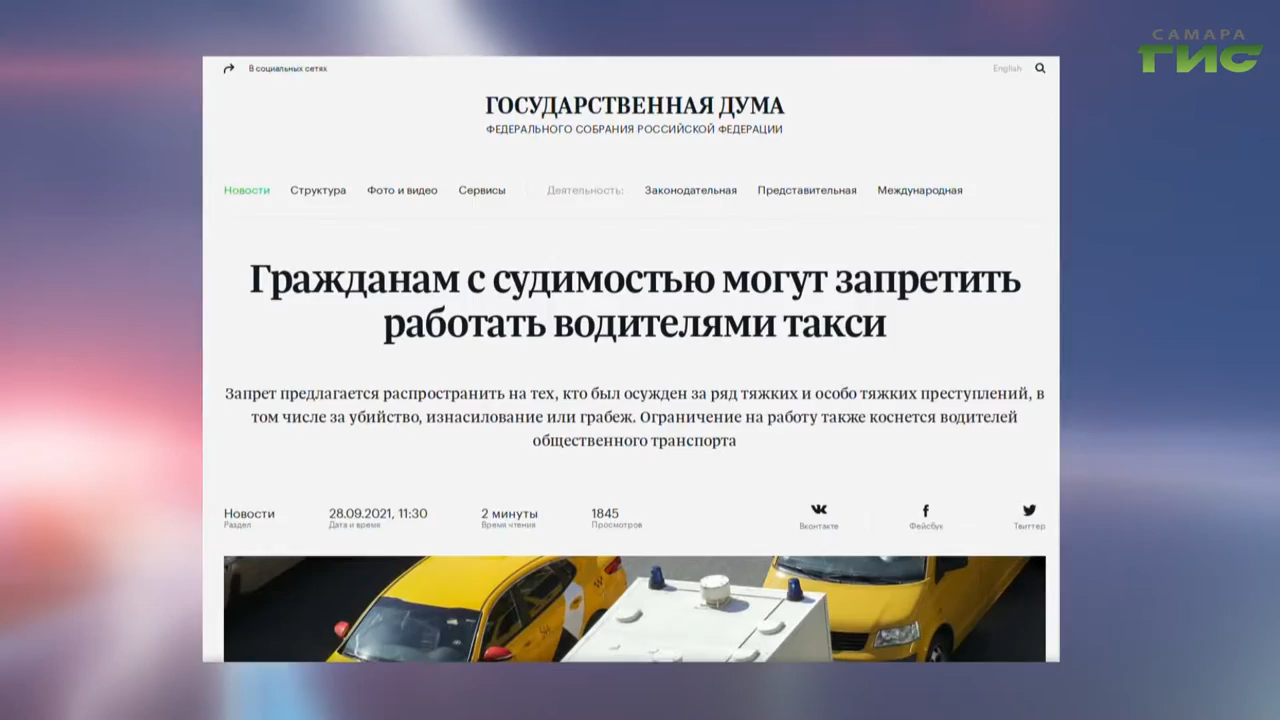 САМАРА
ГИС
В социальных сетях
English
ГОСУДАРСТВЕННАЯ ДУМА
ФЕДЕРАЛЬНОГО СОБРАНИЯ РОССИЙСКОЙ ФЕДЕРАЦИИ
Новости Структура Фото и видео Сервисы Деятельность: Законодательная Представительная Международная
Гражданам с судимостью могут запретить
работать водителями такси
Запрет предлагается распространить на тех, кто был осужден за ряд тяжких и особо тяжких преступлений, в
том числе за убийство, изнасилование или грабеж. Ограничение на работу также коснется водителей
общественного транспорта
Новости 28.09.2021, 11:30 2 минуты 1845
Раздел Дата и время Время чтения Просмотров Вконтакте Фейсбук Твиттер